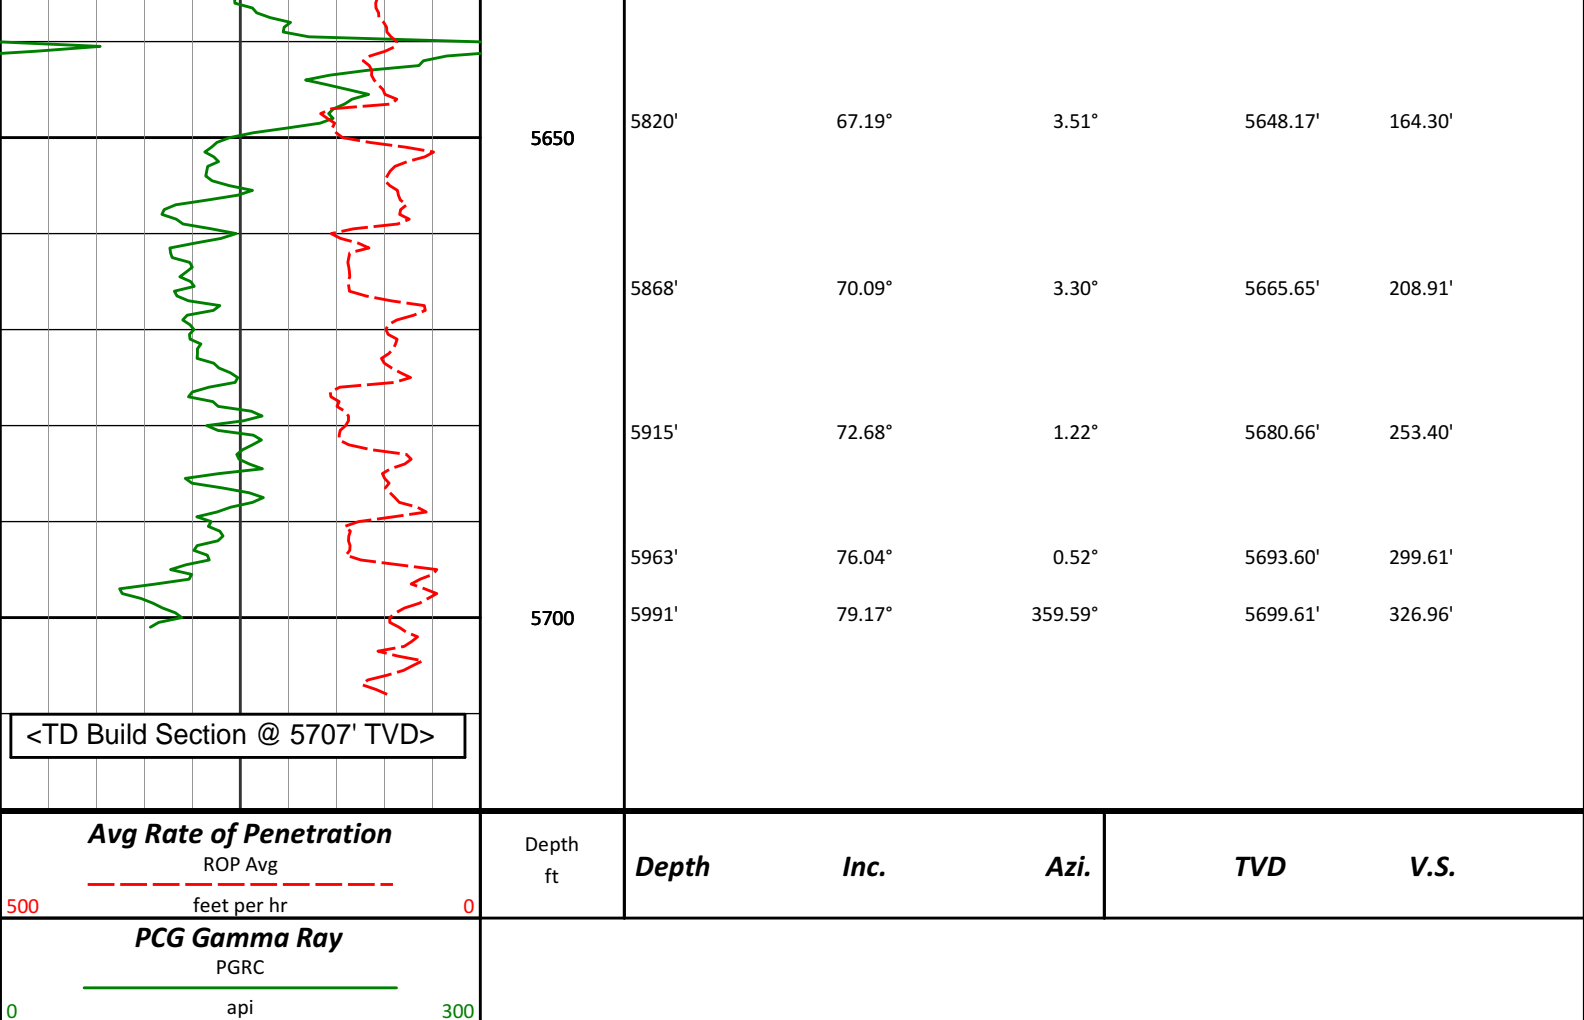 5650
5820' 67.19° 3.51° 5648.17' 164.30'
5868' 70.09° 3.30° 5665.65' 208.91'
5915' 72.68° 1.22° 5680.66' 253.40'
5963' 76.04° 0.52° 5693.60' 299.61'
5700
5991' 79.17° 359.59° 5699.61' 326.96'
<TD Build Section @ 5707' TVD>
Avg Rate of Penetration
ROP Avg
500 feet per hr 0
Depth
ft
Depth Inc. Azi. TVD V.S.
PCG Gamma Ray
PGRC
0 api 300